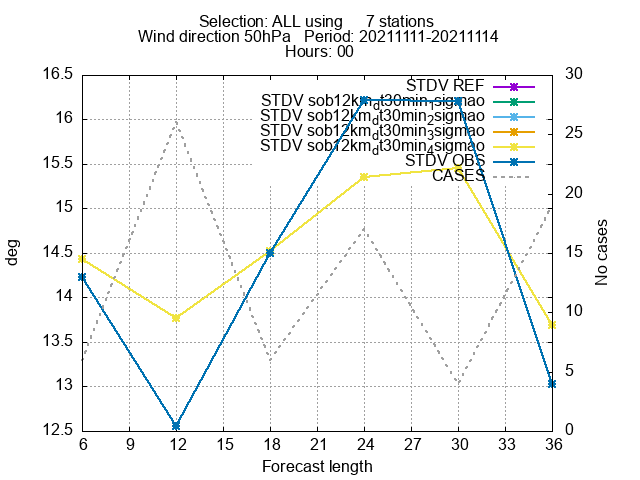 Selection: ALL using 7 stations
Wind direction 50hPa Period: 20211111-20211114
Hours: 00
STDV REF
STDV sob12km_dt30min_1sigmao
STDV sob12km_dt30min_2sigmao
STDV sob12km_dt30min_3sigmao
STDV sob12km_dt30min_4sigmao
STDV OBS
CASES
16.5
16
15.5
15
14.5
14
13.5
13
12.5
deg
30
25
20
15
10
5
0
No cases
6 9 12 15 18 21 24 27 30 33 36
Forecast length